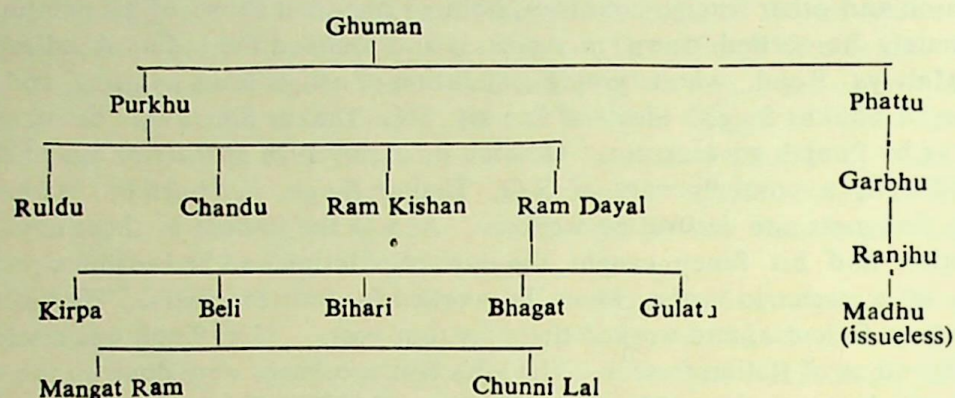 Ghuman
Purkhu Phattu
Garbhu
Ruldu Chandu Ram Kishan Ram Dayal
Ranjhu
Kirpa Beli Bihari Bhagat Madhu
(issueless)
Mangat Ram Chunni Lal